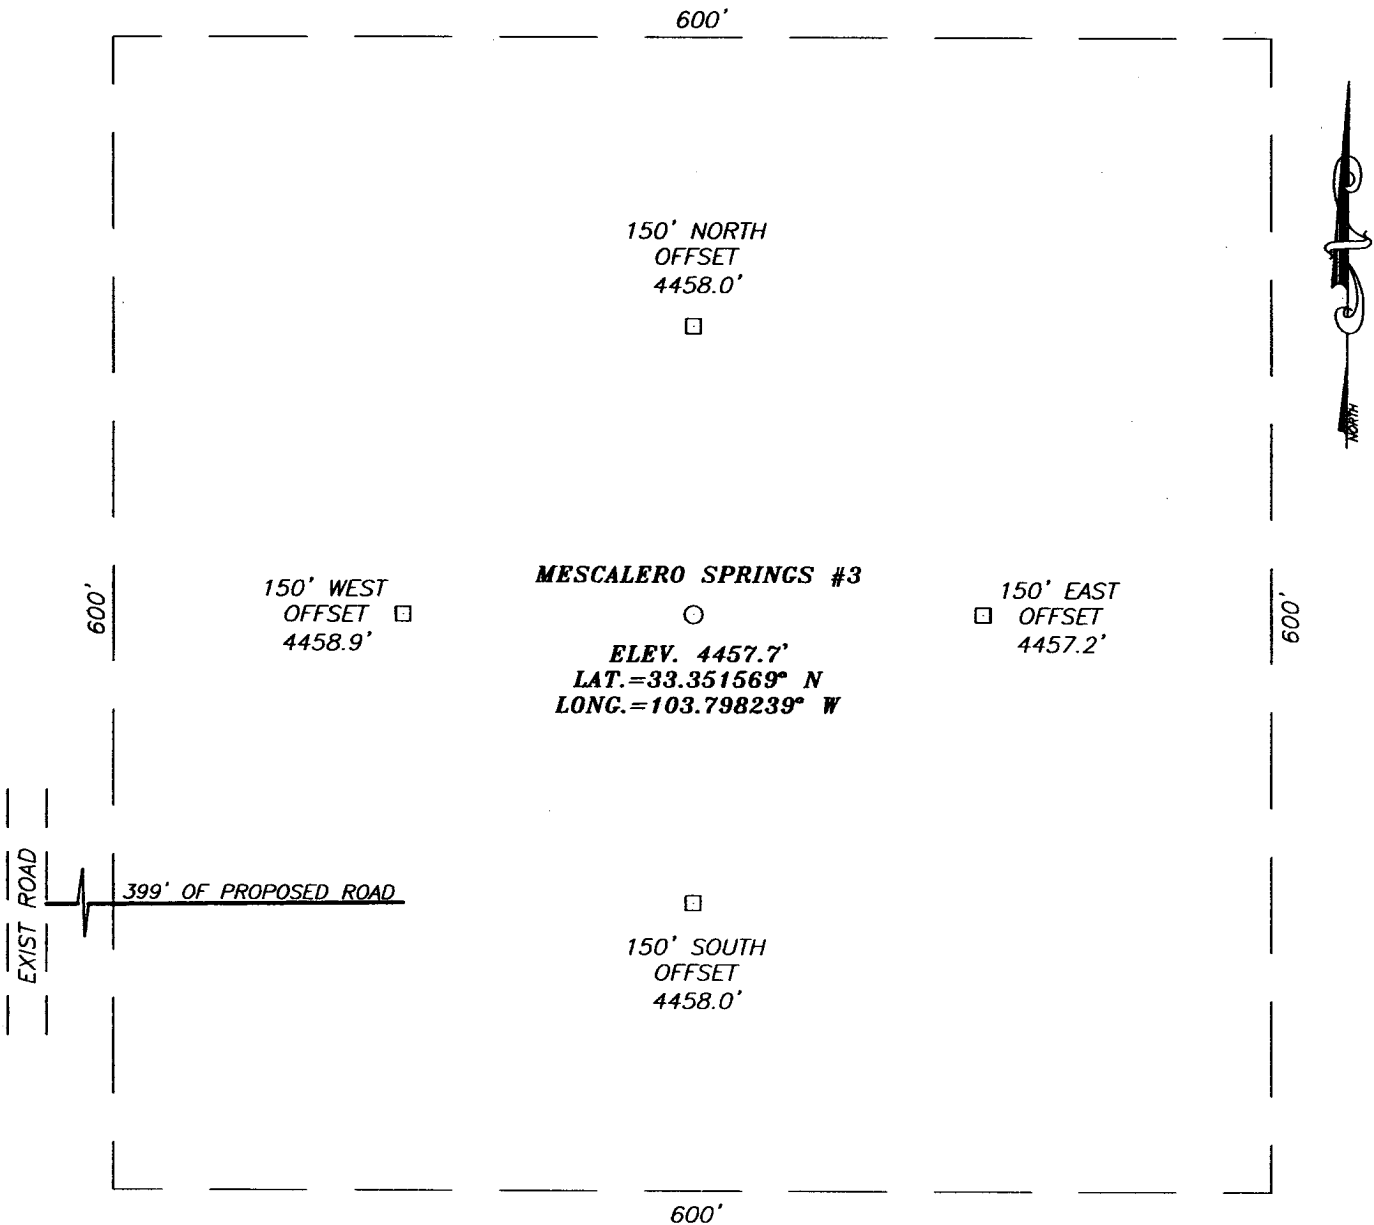 600'
150' NORTH
OFFSET
4458.0'
NORTH
MESCALERO SPRINGS #3
150' WEST
OFFSET
4458.9'
600'
ELEV. 4457.7'
LAT.=33.351569° N
LONG.=103.798239° W
150' EAST
OFFSET
4457.2'
600'
EXIST ROAD
399' OF PROPOSED ROAD
150' SOUTH
OFFSET
4458.0'
600'